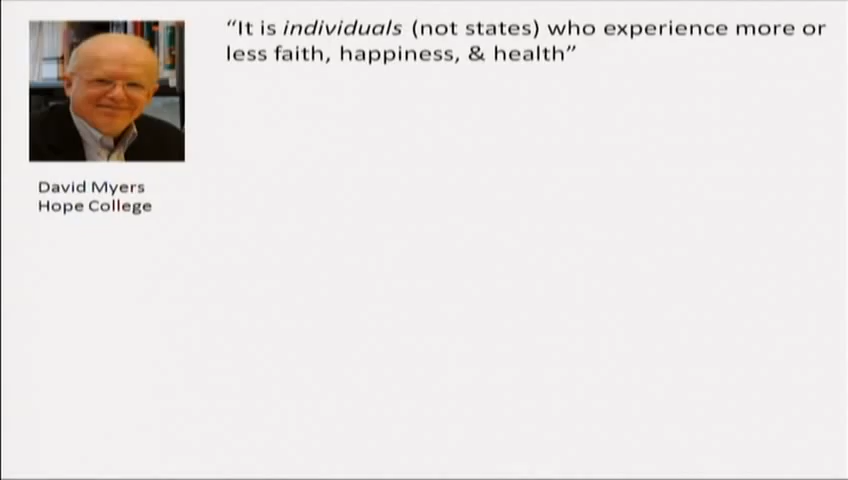 “It is individuals (not states) who experience more or
less faith, happiness, & health”
David Myers
Hope College